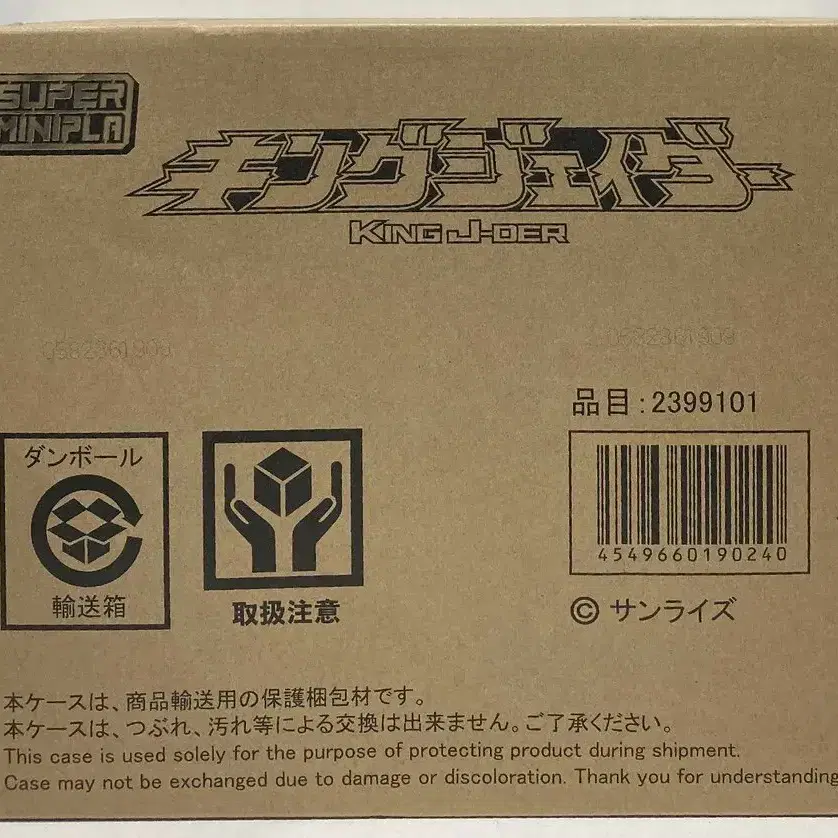 SUPER
MINIPLA
キングジェイダー
KING J-DER
0582361909
0582361909
品目:2399101
ダンボール
輸送箱
取扱注意
4549660190240
© サンライズ
本ケースは、商品輸送用の保護梱包材です。
本ケースは、つぶれ、汚れ等による交換は出来ません。ご了承ください。
This case is used solely for the purpose of protecting product during shipment.
Case may not be exchanged due to damage or discoloration. Thank you for understanding